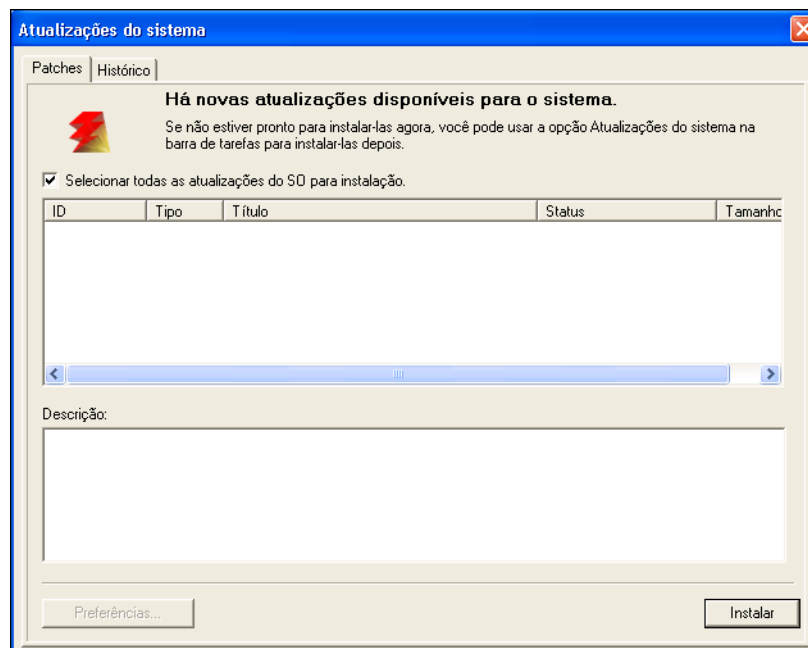 Atualizações do sistema
Patches
Histórico
Há novas atualizações disponíveis para o sistema.
Se não estiver pronto para instalar-las agora, você pode usar a opção Atualizações do sistema na
barra de tarefas para instalar-las depois.
Selecionar todas as atualizações do SO para instalação.
ID Tipo Título Status Tamanho
Descrição:
Preferências... Instalar